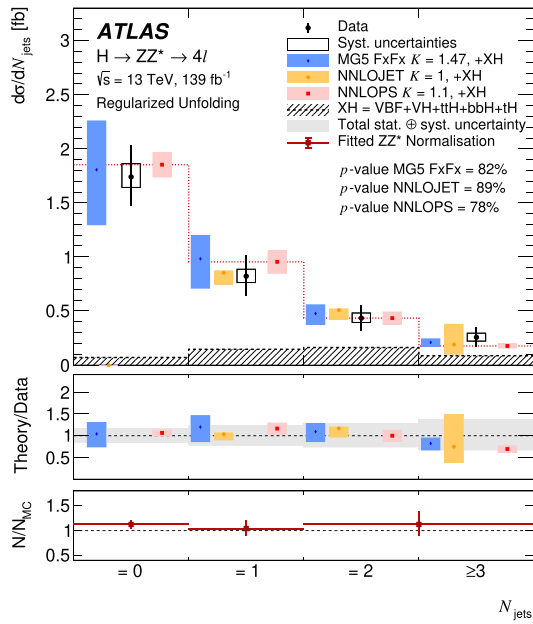 dσ/dN_jets [fb]
ATLAS
H → ZZ* → 4l
√s = 13 TeV, 139 fb⁻¹
Regularized Unfolding
Data
Syst. uncertainties
MG5 FxFx K = 1.47, +XH
NNLOJET K = 1, +XH
NNLOPS K = 1.1, +XH
XH = VBF+VH+ttH+bbH+tH
Total stat. ⊕ syst. uncertainty
Fitted ZZ* Normalisation
p-value MG5 FxFx = 82%
p-value NNLOJET = 89%
p-value NNLOPS = 78%
3
2.5
2
1.5
1
0.5
0
Theory/Data
2
1.5
1
0.5
N/N_MC
1.5
1
0.5
= 0 = 1 = 2 ≥3
N_jets